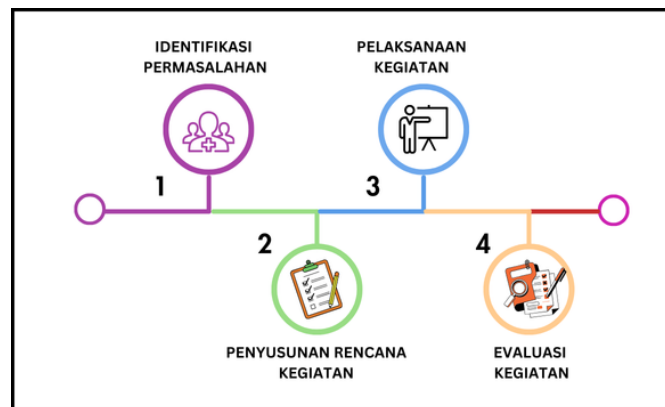 IDENTIFIKASI
PERMASALAHAN
1
2
PENYUSUNAN RENCANA
KEGIATAN
PELAKSANAAN
KEGIATAN
3
4
EVALUASI
KEGIATAN